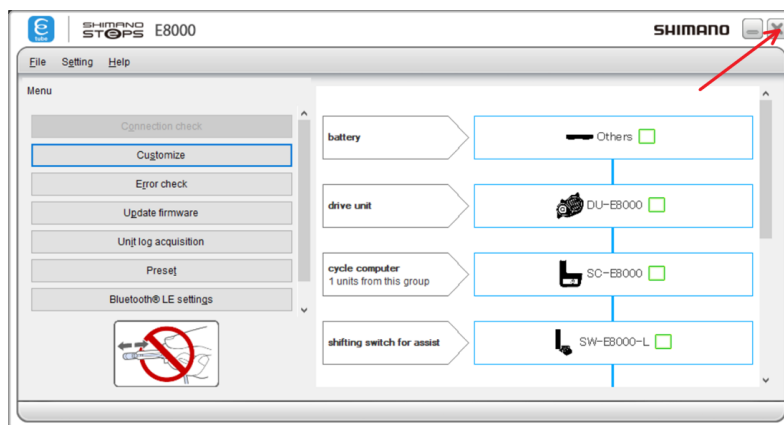 e
tube
SHIMANO
STEPS E8000
SHIMANO
File Setting Help
Menu
Connection check
Customize
Error check
Update firmware
Unit log acquisition
Preset
Bluetooth® LE settings
battery
Others
drive unit
DU-E8000
cycle computer
1 units from this group
SC-E8000
shifting switch for assist
SW-E8000-L